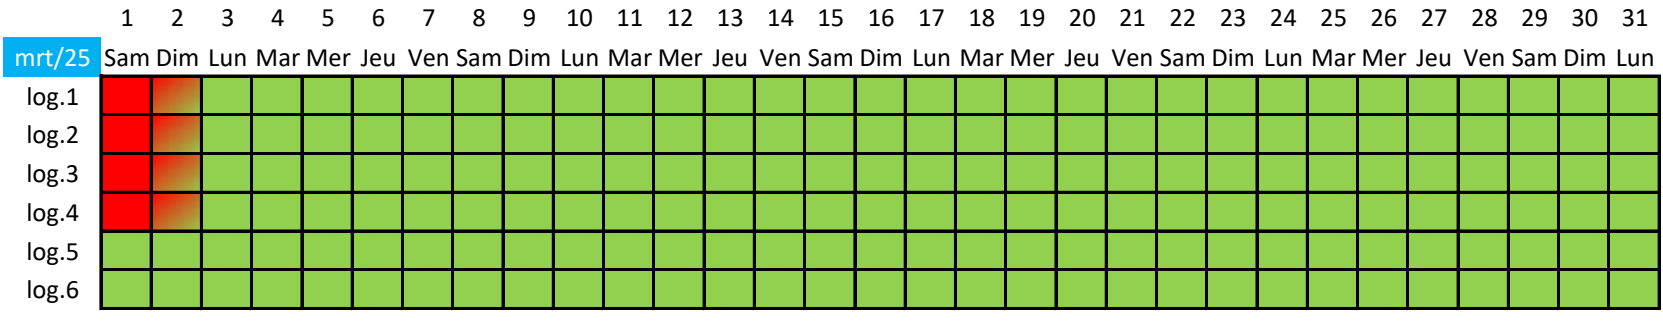 1 2 3 4 5 6 7 8 9 10 11 12 13 14 15 16 17 18 19 20 21 22 23 24 25 26 27 28 29 30 31
mrt/25 Sam Dim Lun Mar Mer Jeu Ven Sam Dim Lun Mar Mer Jeu Ven Sam Dim Lun Mar Mer Jeu Ven Sam Dim Lun Mar Mer Jeu Ven Sam Dim Lun
log.1
log.2
log.3
log.4
log.5
log.6